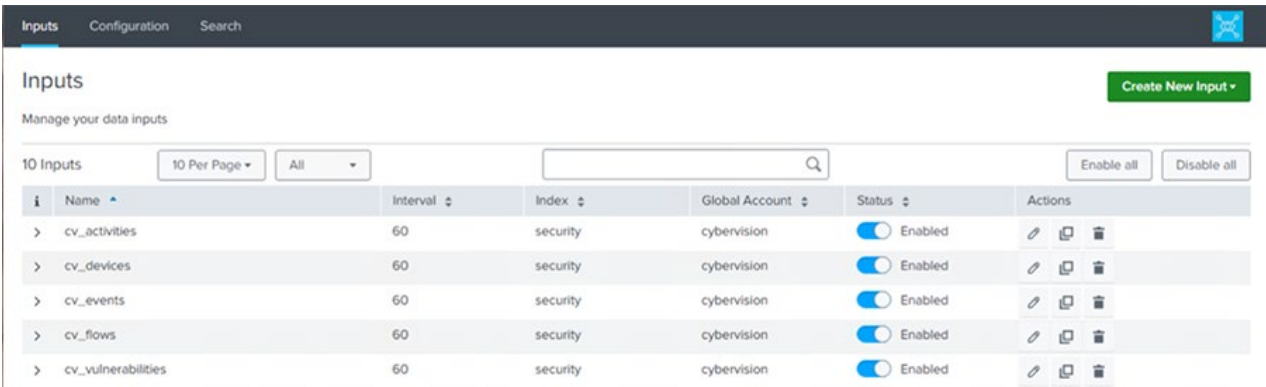 Inputs Configuration Search
Inputs
Create New Input
Manage your data inputs
10 Inputs 10 Per Page All Enable all Disable all
i Name Interval Index Global Account Status Actions
cv_activities 60 security cybervision Enabled
cv_devices 60 security cybervision Enabled
cv_events 60 security cybervision Enabled
cv_flows 60 security cybervision Enabled
cv_vulnerabilities 60 security cybervision Enabled